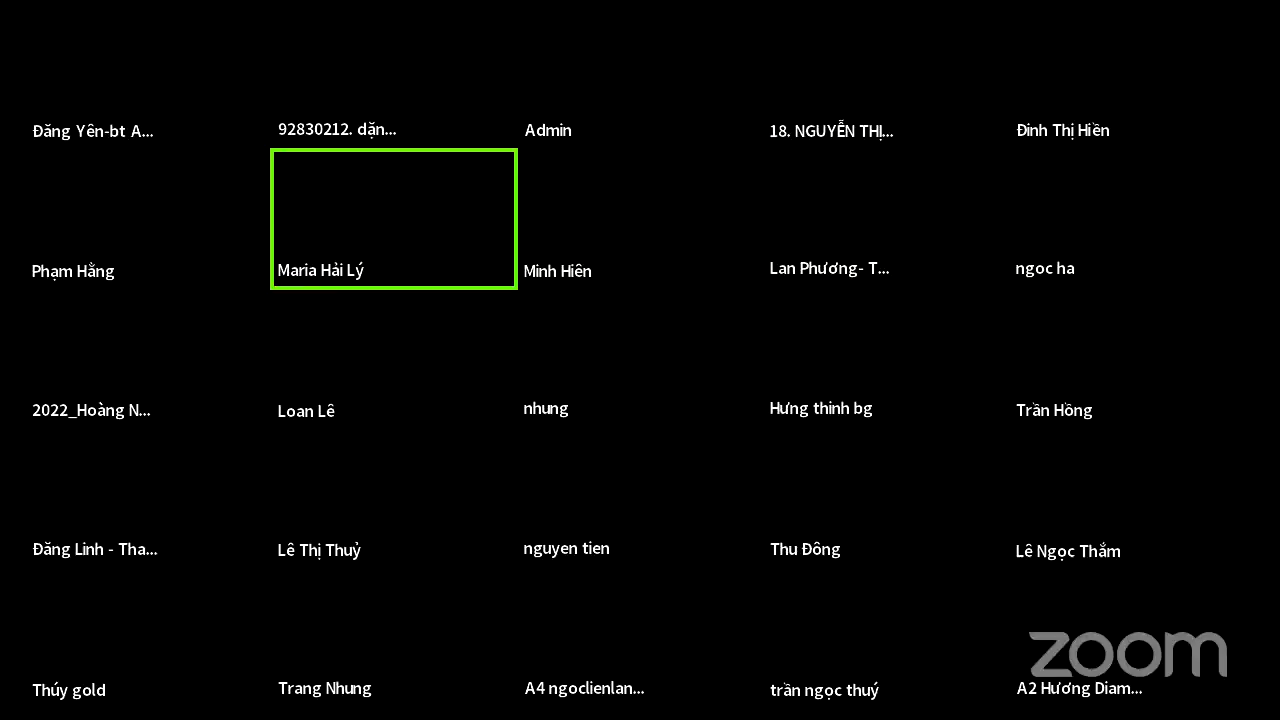 Đăng Yên-bt A...
92830212. dặn...
Admin
18. NGUYỄN THỊ...
Đinh Thị Hiền
Phạm Hằng
Maria Hải Lý
Minh Hiên
Lan Phương- T...
ngoc ha
2022_Hoàng N...
Loan Lê
nhung
Hưng thinh bg
Trần Hồng
Đăng Linh - Tha...
Lê Thị Thuỷ
nguyen tien
Thu Đông
Lê Ngọc Thắm
zoom
Thúy gold
Trang Nhung
A4 ngoclienlan...
trần ngọc thuý
A2 Hương Diam...